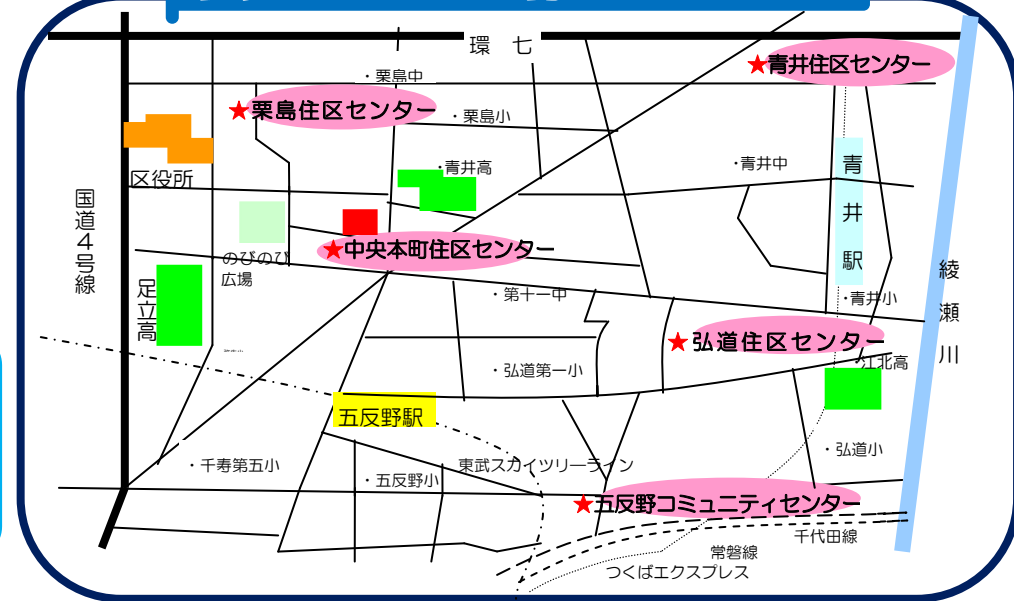 環 七
★青井住区センター
・栗島中
★栗島住区センター
・栗島小
・青井高
・青井中
青井駅
区役所
国道４号線
★中央本町住区センター
のびのび
広場
足立高
・第十一中
・青井小
綾瀬川
★弘道住区センター
・江北高
・弘道第一小
五反野駅
・弘道小
・千寿第五小
東武スカイツリーライン
・五反野小
★五反野コミュニティセンター
千代田線
常磐線
つくばエクスプレス